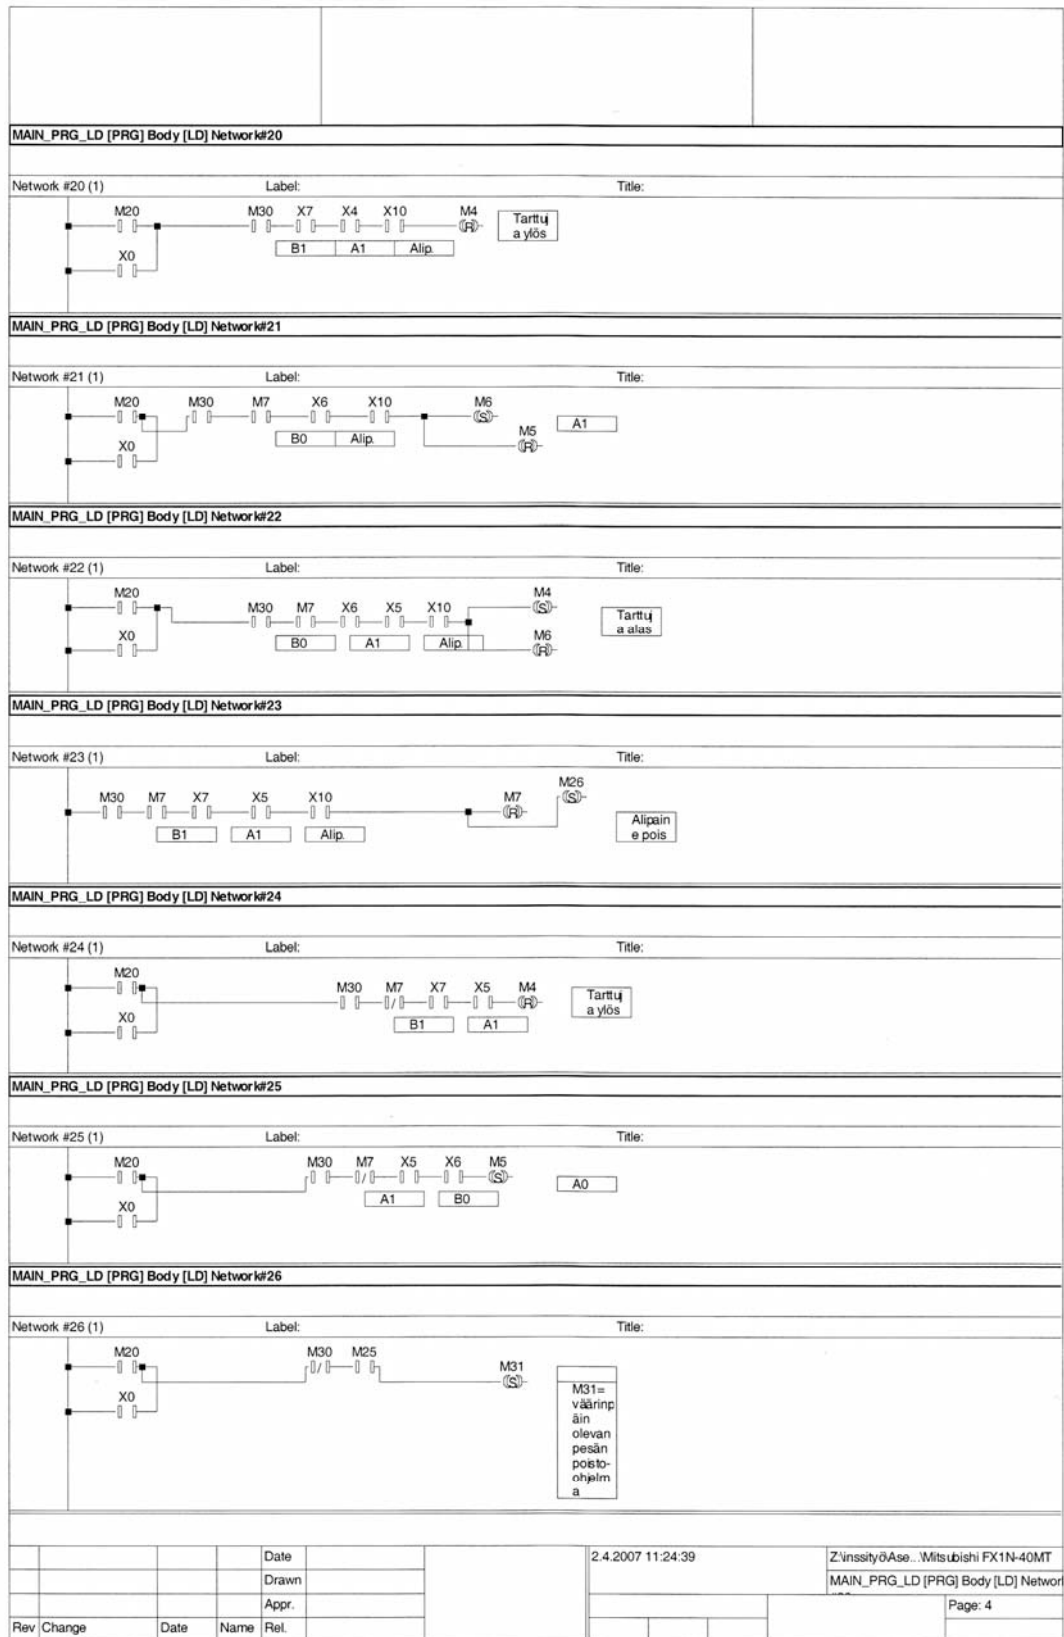 MAIN_PRG_LD [PRG] Body [LD] Network#20
Network #20 (1) Label: Title:
M20 M30 X7 X4 X10 M4
(R) Tarttuj
a ylös
B1 A1 Alip.
X0
MAIN_PRG_LD [PRG] Body [LD] Network#21
Network #21 (1) Label: Title:
M20 M30 M7 X6 X10 M6
(S)
B0 Alip. M5 A1
X0 (R)
MAIN_PRG_LD [PRG] Body [LD] Network#22
Network #22 (1) Label: Title:
M20 M4
(S)
M30 M7 X6 X5 X10 Tarttuj
a alas
X0 B0 A1 Alip. M6
(R)
MAIN_PRG_LD [PRG] Body [LD] Network#23
Network #23 (1) Label: Title:
M26
(S)
M30 M7 X7 X5 X10 M7
(R)
B1 A1 Alip. Alipain
e pois
MAIN_PRG_LD [PRG] Body [LD] Network#24
Network #24 (1) Label: Title:
M20
M30 M7 X7 X5 M4
(R) Tarttuj
a ylös
X0 B1 A1
MAIN_PRG_LD [PRG] Body [LD] Network#25
Network #25 (1) Label: Title:
M20 M30 M7 X5 X6 M5
(S)
A1 B0 A0
X0
MAIN_PRG_LD [PRG] Body [LD] Network#26
Network #26 (1) Label: Title:
M20 M30 M25
M31
(S)
X0
M31=
väärinp
äin
olevan
pesän
poisto-
ohjelm
a
Date 2.4.2007 11:24:39 Z:\inssityö\Ase...\Mitsubishi FX1N-40MT
Drawn MAIN_PRG_LD [PRG] Body [LD] Networ
Appr. Page: 4
Rev Change Date Name Rel.